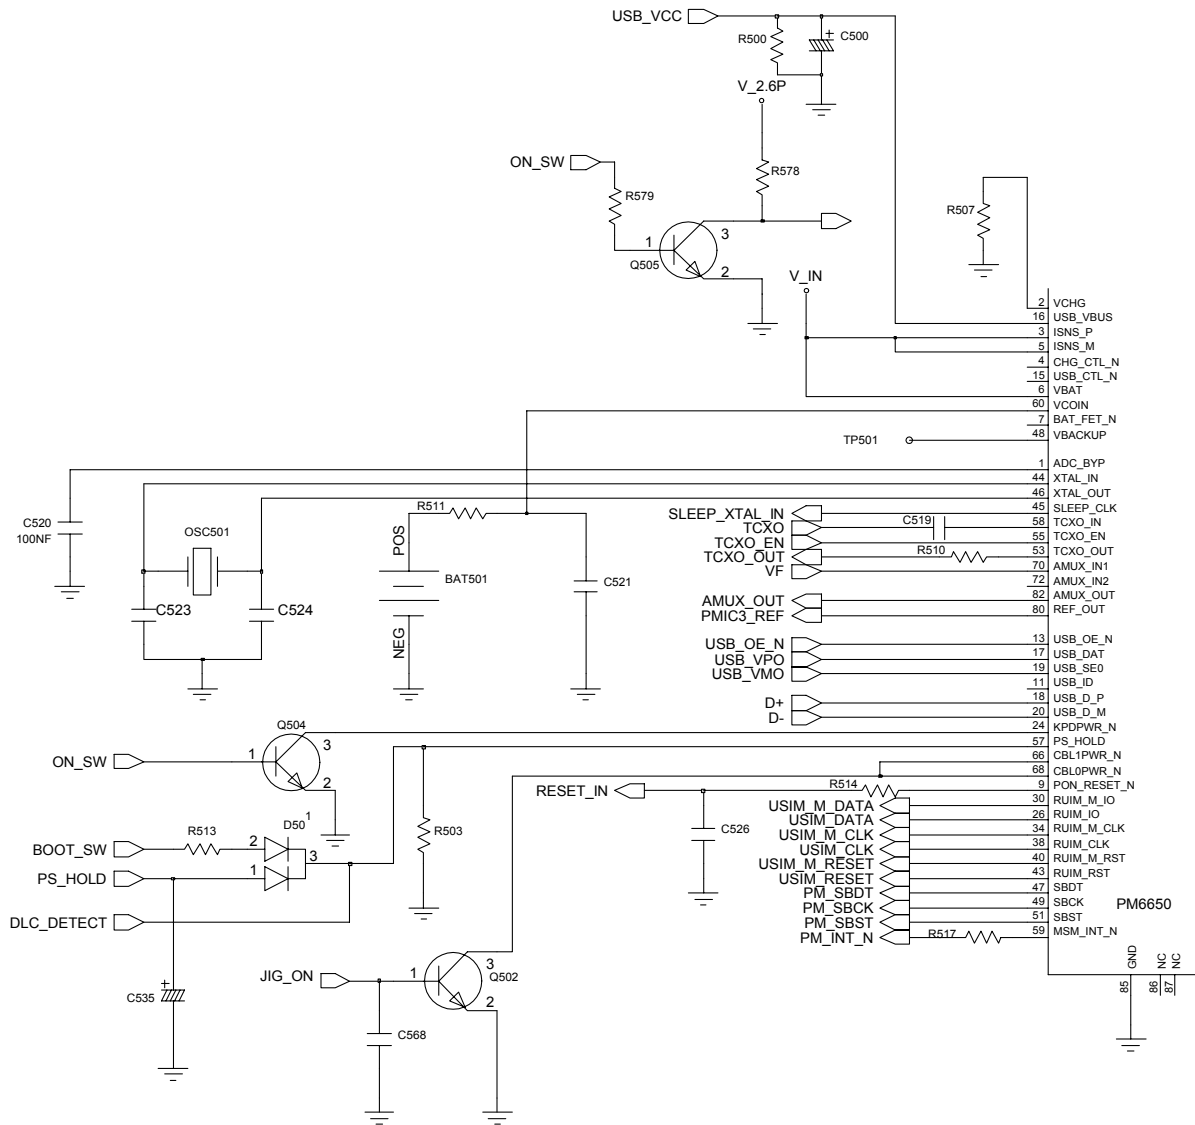 USB_VCC
R500
+
C500
V_2.6P
ON_SW
R579
R578
1
3
2
Q505
R507
V_IN
2 VCHG
16 USB_VBUS
3 ISNS_P
5 ISNS_M
4 CHG_CTL_N
15 USB_CTL_N
6 VBAT
60 VCOIN
7 BAT_FET_N
TP501
48 VBACKUP
1 ADC_BYP
44 XTAL_IN
46 XTAL_OUT
45 SLEEP_CLK
58 TCXO_IN
55 TCXO_EN
53 TCXO_OUT
70 AMUX_IN1
72 AMUX_IN2
82 AMUX_OUT
80 REF_OUT
13 USB_OE_N
17 USB_DAT
19 USB_SE0
11 USB_ID
18 USB_D_P
20 USB_D_M
24 KPDPWR_N
57 PS_HOLD
66 CBL1PWR_N
68 CBL0PWR_N
9 PON_RESET_N
30 RUIM_M_IO
26 RUIM_IO
34 RUIM_M_CLK
38 RUIM_CLK
40 RUIM_M_RST
43 RUIM_RST
47 SBDT
49 SBCK
51 SBST
59 MSM_INT_N
PM6650
GND
NC
NC
85
86
87
C520
100NF
OSC501
C523
C524
R511
POS
BAT501
NEG
C521
SLEEP_XTAL_IN
TCXO
C519
TCXO_EN
TCXO_OUT
R510
VF
AMUX_OUT
PMIC3_REF
USB_OE_N
USB_VPO
USB_VMO
D+
D-
Q504
ON_SW
1
3
2
RESET_IN
R514
C526
USIM_M_DATA
USIM_DATA
USIM_M_CLK
USIM_CLK
USIM_M_RESET
USIM_RESET
PM_SBDT
PM_SBCK
PM_SBST
PM_INT_N
R517
R513
D50
1
BOOT_SW
2
3
PS_HOLD
1
R503
DLC_DETECT
+
C535
JIG_ON
1
3
Q502
2
C568